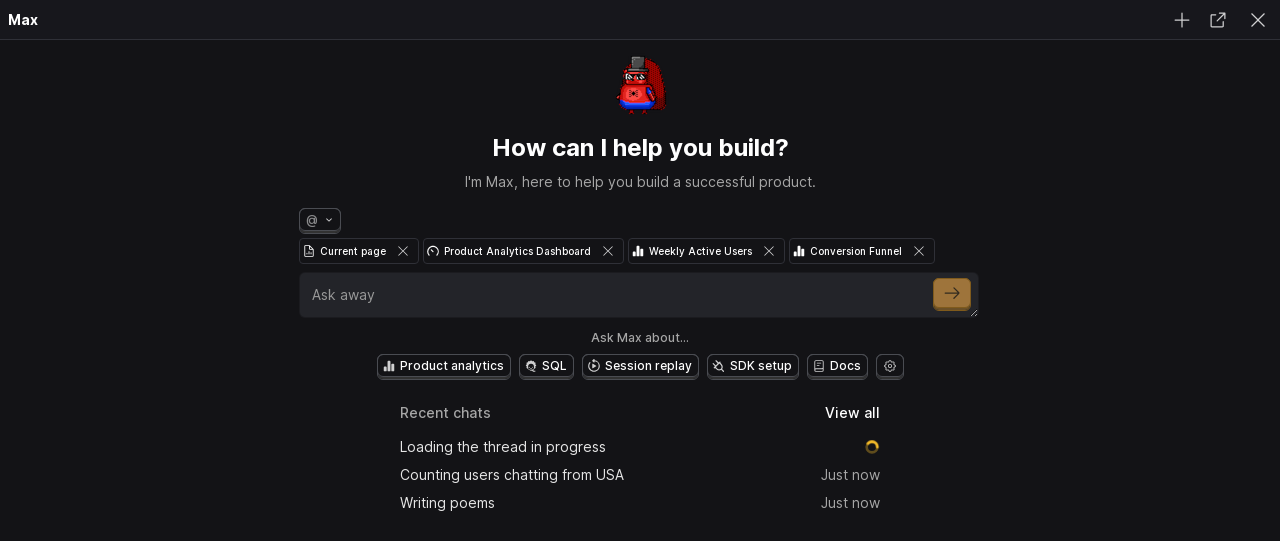 Max
How can I help you build?
I'm Max, here to help you build a successful product.
@
Current page
Product Analytics Dashboard
Weekly Active Users
Conversion Funnel
Ask away
Ask Max about...
Product analytics
SQL
Session replay
SDK setup
Docs
Recent chats
View all
Loading the thread in progress
Counting users chatting from USA
Just now
Writing poems
Just now